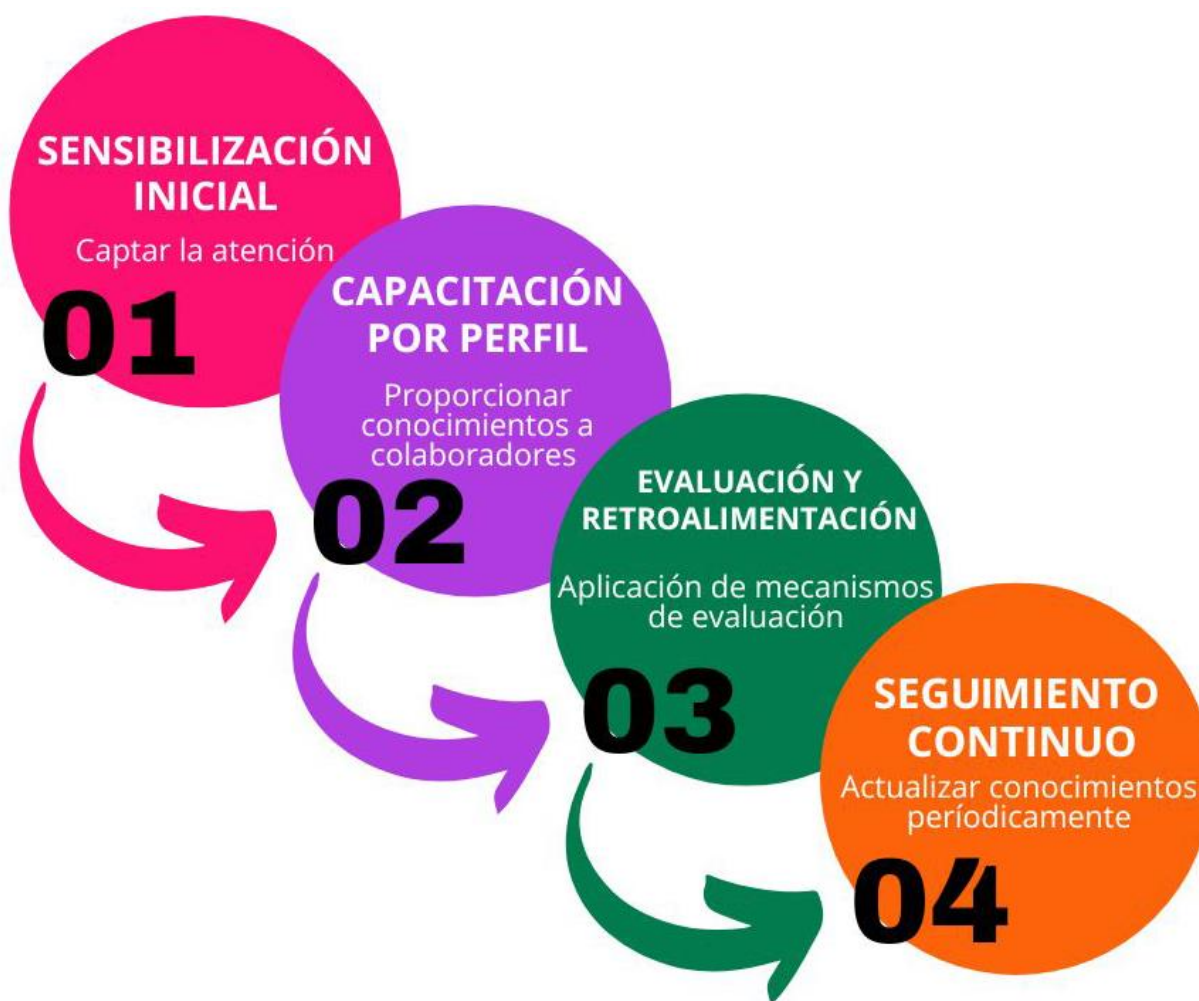 SENSIBILIZACIÓN
INICIAL
Captar la atención
01
CAPACITACIÓN
POR PERFIL
Proporcionar
conocimientos a
colaboradores
02
EVALUACIÓN Y
RETROALIMENTACIÓN
Aplicación de mecanismos
de evaluación
03
SEGUIMIENTO
CONTINUO
Actualizar conocimientos
períodicamente
04